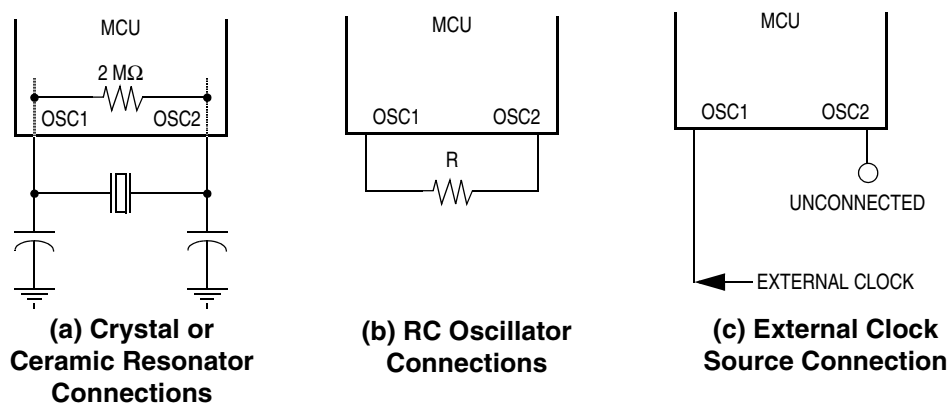 MCU
2 MΩ
OSC1
OSC2
(a) Crystal or
Ceramic Resonator
Connections
MCU
OSC1
OSC2
R
(b) RC Oscillator
Connections
MCU
OSC1
OSC2
UNCONNECTED
EXTERNAL CLOCK
(c) External Clock
Source Connection